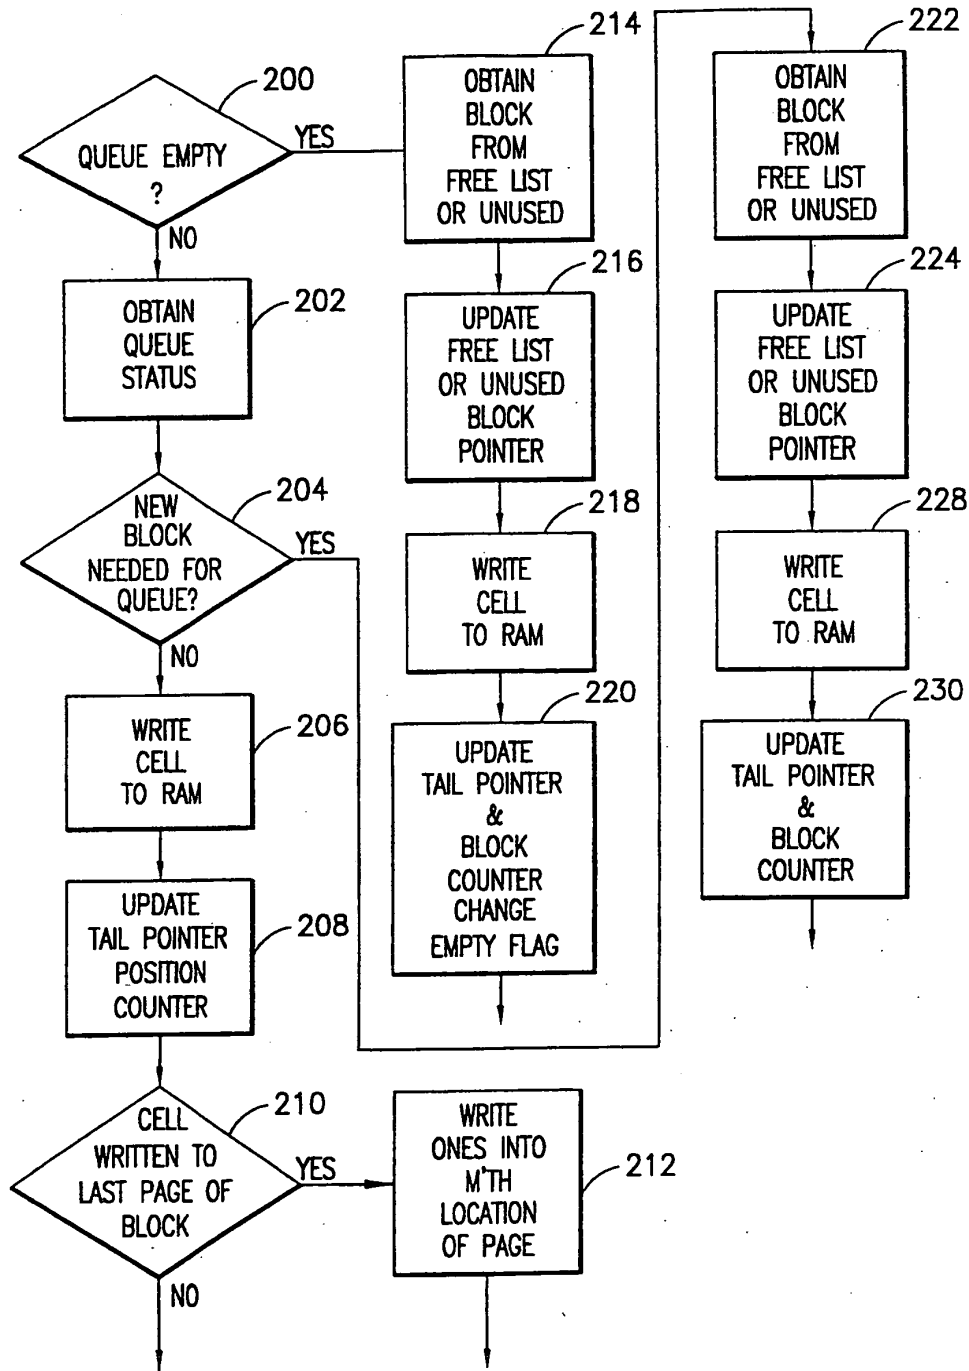 200
QUEUE EMPTY
?
YES
NO
202
OBTAIN
QUEUE
STATUS
204
NEW
BLOCK
NEEDED FOR
QUEUE?
YES
NO
206
WRITE
CELL
TO RAM
208
UPDATE
TAIL POINTER
POSITION
COUNTER
210
CELL
WRITTEN TO
LAST PAGE OF
BLOCK
YES
NO
212
WRITE
ONES INTO
M'TH
LOCATION
OF PAGE
214
OBTAIN
BLOCK
FROM
FREE LIST
OR UNUSED
216
UPDATE
FREE LIST
OR UNUSED
BLOCK
POINTER
218
WRITE
CELL
TO RAM
220
UPDATE
TAIL POINTER
&
BLOCK
COUNTER
CHANGE
EMPTY FLAG
222
OBTAIN
BLOCK
FROM
FREE LIST
OR UNUSED
224
UPDATE
FREE LIST
OR UNUSED
BLOCK
POINTER
228
WRITE
CELL
TO RAM
230
UPDATE
TAIL POINTER
&
BLOCK
COUNTER